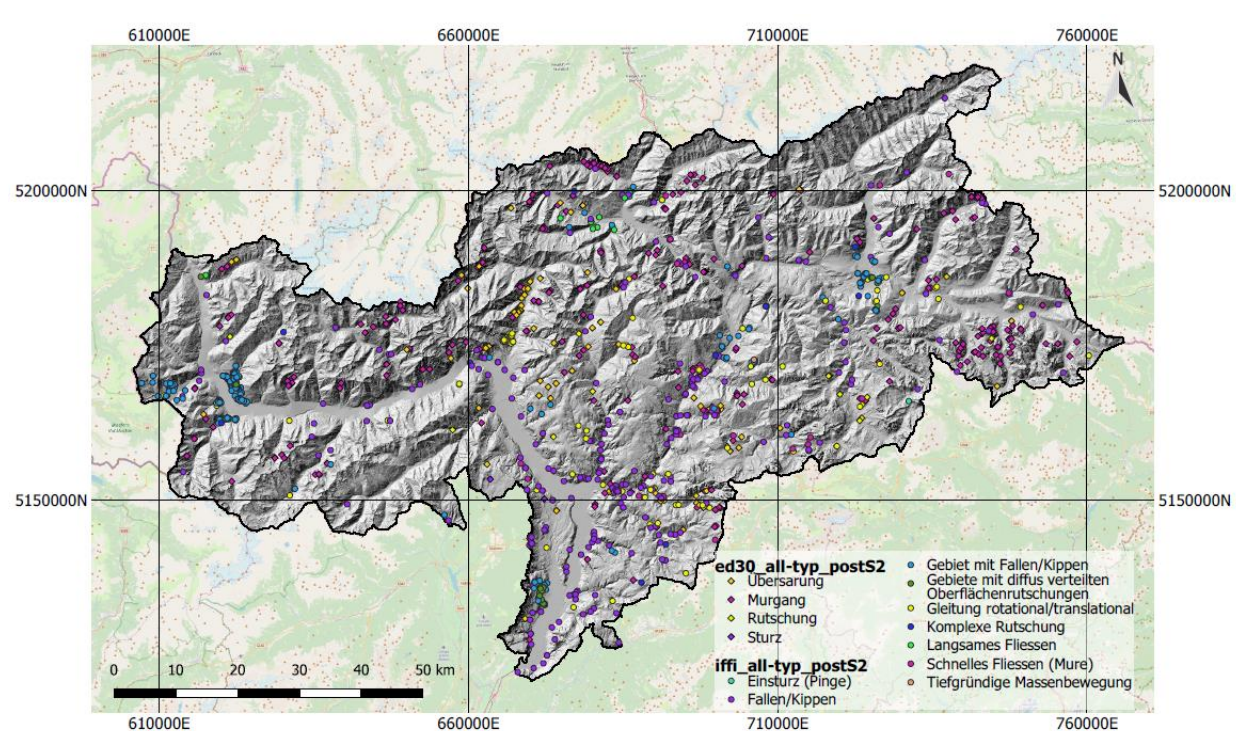 610000E 660000E 710000E 760000E
N
5200000N 5200000N
5150000N 5150000N
ed30_all-typ_postS2
Übersarung
Murgang
Rutschung
Sturz
iffi_all-typ_postS2
Einsturz (Pinge)
Fallen/Kippen
Gebiet mit Fallen/Kippen
Gebiete mit diffus verteilten
Oberflächenrutschungen
Gleitung rotational/translational
Komplexe Rutschung
Langsames Fliessen
Schnelles Fliessen (Mure)
Tiefgründige Massenbewegung
0 10 20 30 40 50 km
610000E 660000E 710000E 760000E